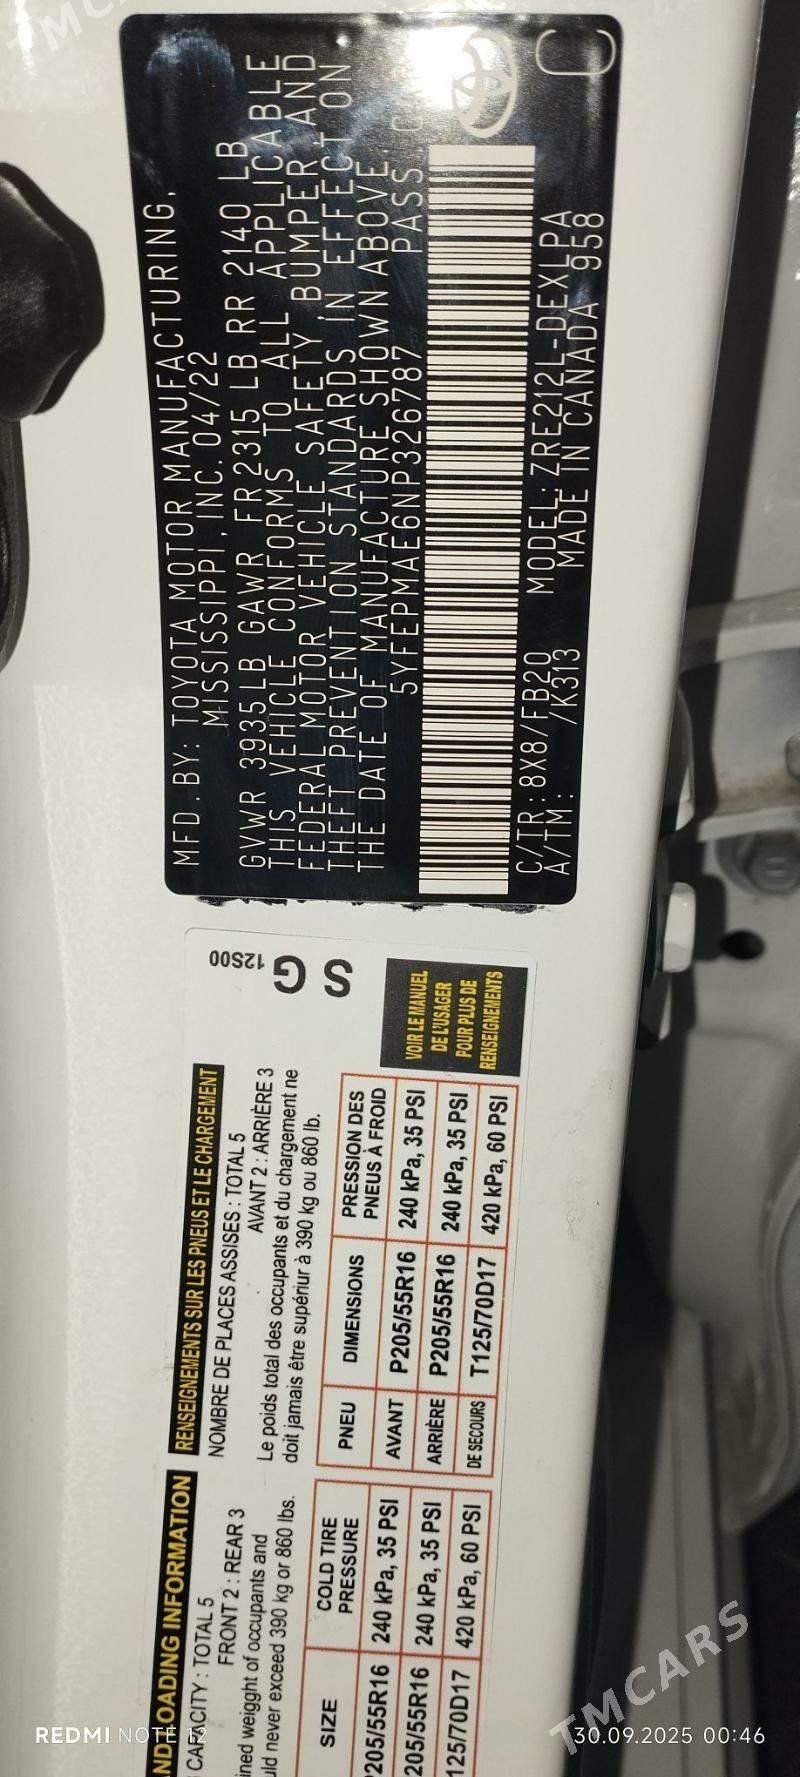 MFD. BY: TOYOTA MOTOR MANUFACTURING,
MISSISSIPPI, INC. 04/22
GVWR 3935LB GAWR FR2315 LB RR 2140 LB
THIS VEHICLE CONFORMS TO ALL APPLICABLE
FEDERAL MOTOR VEHICLE SAFETY, BUMPER AND
THEFT PREVENTION STANDARDS IN EFFECT ON
THE DATE OF MANUFACTURE SHOWN ABOVE.
5YFEPMAE6NP326787 PASS. CAR
C/TR: 8X8/FB20 MODEL: ZRE212L-DEXLPA
A/TM: /K313 MADE IN CANADA 958
C
12S00
S G
RENSEIGNEMENTS SUR LES PNEUS ET LE CHARGEMENT
NOMBRE DE PLACES ASSISES : TOTAL 5
AVANT 2 : ARRIÈRE 3
Le poids total des occupants et du chargement ne
doit jamais être supériur à 390 kg ou 860 lb.
PNEU DIMENSIONS PRESSION DES PNEUS À FROID
AVANT P205/55R16 240 kPa, 35 PSI
ARRIÈRE P205/55R16 240 kPa, 35 PSI
DE SECOURS T125/70D17 420 kPa, 60 PSI
VOIR LE MANUEL
DE L'USAGER
POUR PLUS DE
RENSEIGNEMENTS
LOADING INFORMATION
CAPACITY : TOTAL 5
FRONT 2 : REAR 3
weigght of occupants and
never exceed 390 kg or 860 lbs.
SIZE COLD TIRE PRESSURE
P205/55R16 240 kPa, 35 PSI
205/55R16 240 kPa, 35 PSI
125/70D17 420 kPa, 60 PSI
TMCARS
REDMI NOTE 12
30.09.2025 00:46